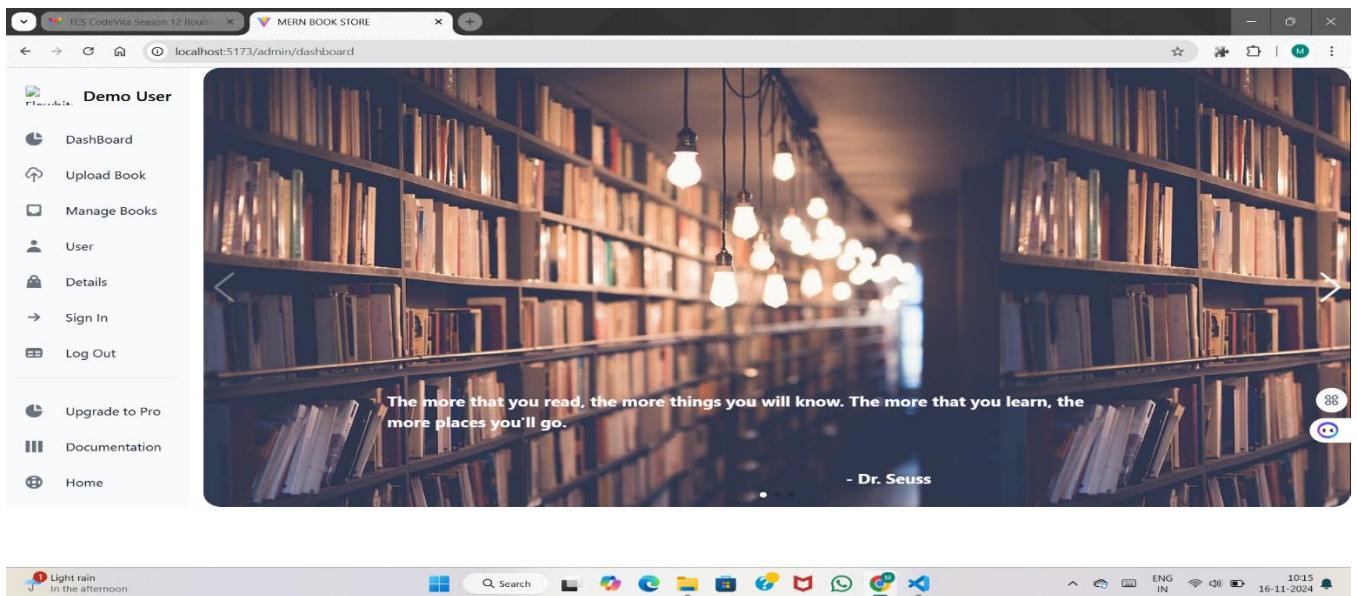 TCS CodeVita Season 12 Roun
MERN BOOK STORE
localhost:5173/admin/dashboard
M
Demo User
DashBoard
Upload Book
Manage Books
User
Details
Sign In
Log Out
Upgrade to Pro
Documentation
Home
The more that you read, the more things you will know. The more that you learn, the
more places you'll go.
- Dr. Seuss
1
Light rain
In the afternoon
Search
ENG
IN
10:15
16-11-2024